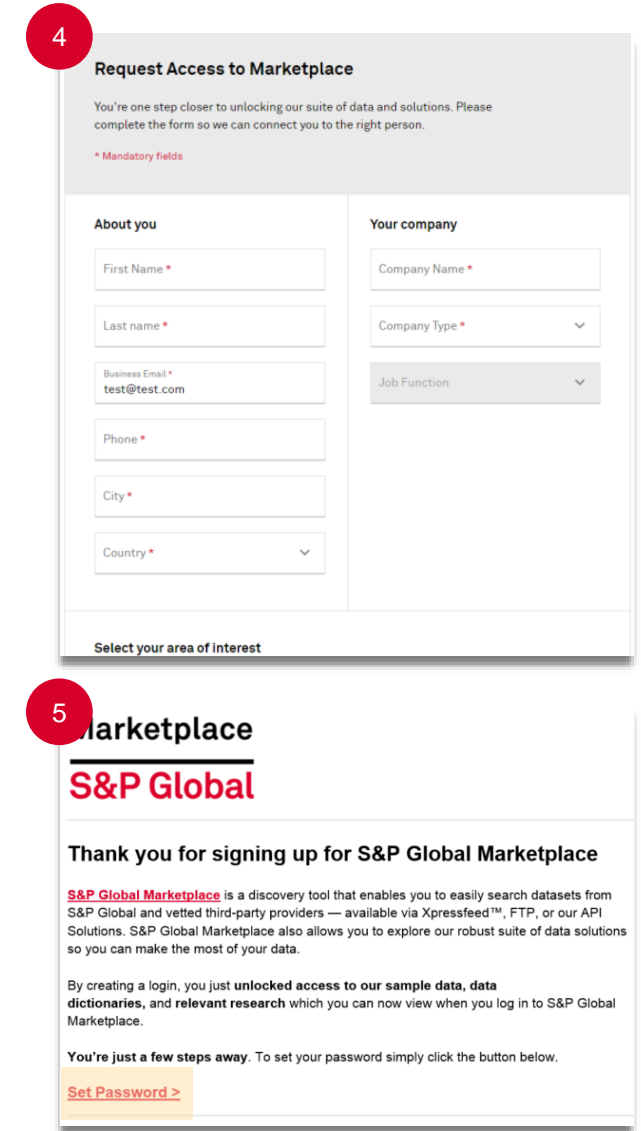 4
Request Access to Marketplace
You're one step closer to unlocking our suite of data and solutions. Please
complete the form so we can connect you to the right person.
* Mandatory fields
About you
First Name *
Last name *
Business Email *
test@test.com
Phone *
City *
Country *
Your company
Company Name *
Company Type *
Job Function
Select your area of interest
5
Marketplace
S&P Global
Thank you for signing up for S&P Global Marketplace
S&P Global Marketplace is a discovery tool that enables you to easily search datasets from
S&P Global and vetted third-party providers — available via Xpressfeed™, FTP, or our API
Solutions. S&P Global Marketplace also allows you to explore our robust suite of data solutions
so you can make the most of your data.
By creating a login, you just unlocked access to our sample data, data
dictionaries, and relevant research which you can now view when you log in to S&P Global
Marketplace.
You're just a few steps away. To set your password simply click the button below.
Set Password >